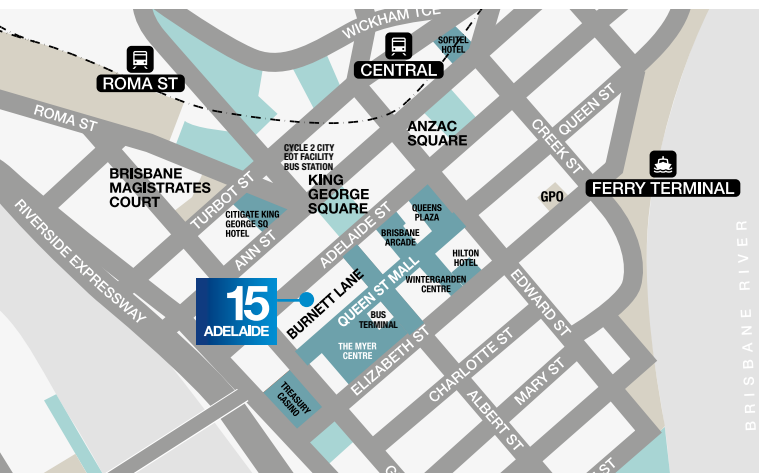 WICKHAM TCE
SOFITEL
HOTEL
CENTRAL
ROMA ST
ROMA ST
ANZAC
SQUARE
QUEEN ST
CREEK ST
CYCLE 2 CITY
EOT FACILITY
BUS STATION
KING
GEORGE
SQUARE
BRISBANE
MAGISTRATES
COURT
TURBOT ST
FERRY TERMINAL
GPO
CITIGATE KING
GEORGE SQ
HOTEL
ANN ST
ADELAIDE ST
QUEENS
PLAZA
BRISBANE
ARCADE
HILTON
HOTEL
WINTERGARDEN
CENTRE
RIVERSIDE EXPRESSWAY
15
ADELAIDE
BURNETT LANE
QUEEN ST MALL
BUS
TERMINAL
THE MYER
CENTRE
ELIZABETH ST
EDWARD ST
CHARLOTTE ST
MARY ST
ALBERT ST
TREASURY
CASINO
BRISBANE RIVER
G
ST